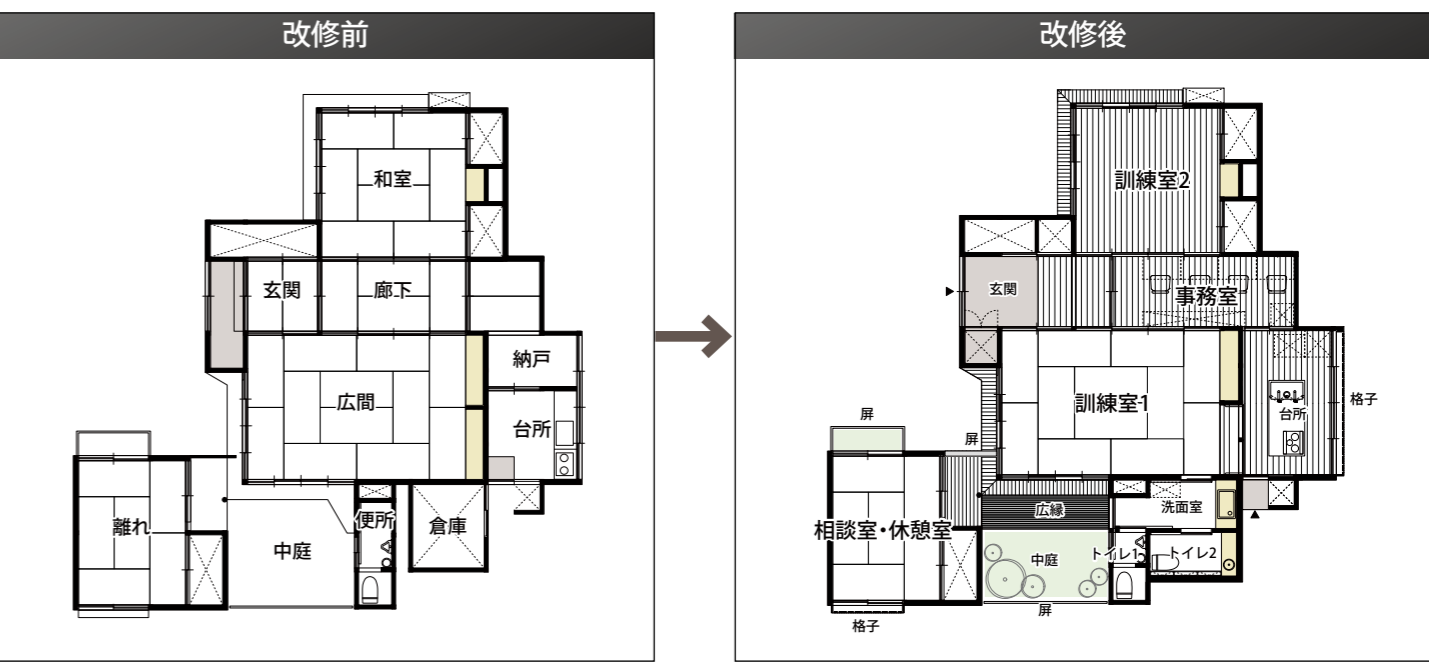 改修前
和室
玄関
廊下
納戸
広間
台所
離れ
中庭
便所
倉庫
改修後
訓練室2
玄関
事務室
訓練室1
台所
格子
屏
屏
相談室・休憩室
広縁
洗面室
中庭
トイレ1
トイレ2
屏
格子